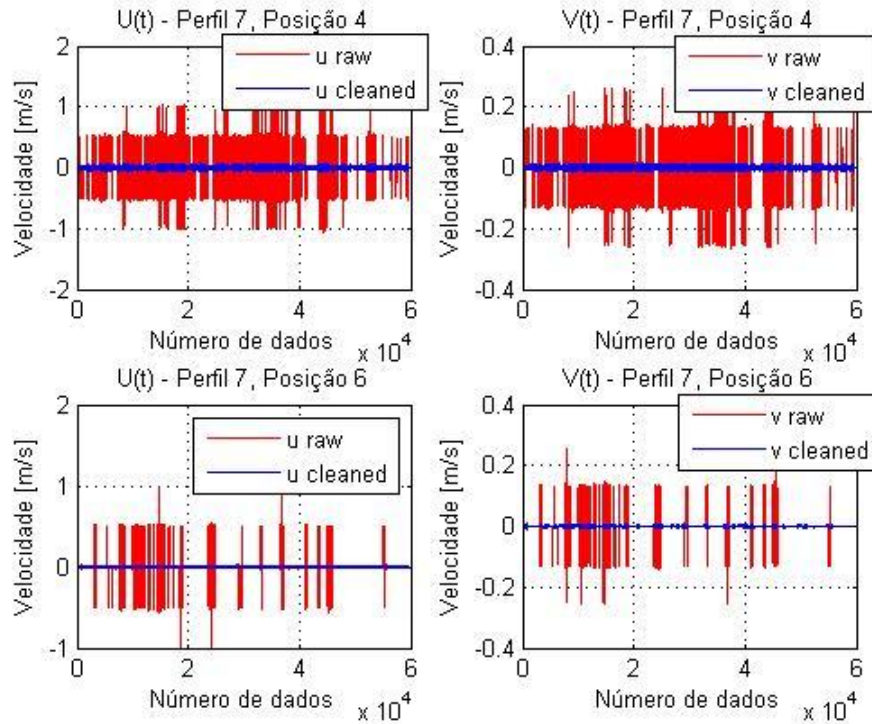 U(t) - Perfil 7, Posição 4
2
1
0
-1
-2
Velocidade [m/s]
u raw
u cleaned
0 2 4 6
Número de dados
x 10^4
V(t) - Perfil 7, Posição 4
0.4
0.2
0
-0.2
-0.4
Velocidade [m/s]
v raw
v cleaned
0 2 4 6
Número de dados
x 10^4
U(t) - Perfil 7, Posição 6
2
1
0
-1
Velocidade [m/s]
u raw
u cleaned
0 2 4 6
Número de dados
x 10^4
V(t) - Perfil 7, Posição 6
0.4
0.2
0
-0.2
-0.4
Velocidade [m/s]
v raw
v cleaned
0 2 4 6
Número de dados
x 10^4